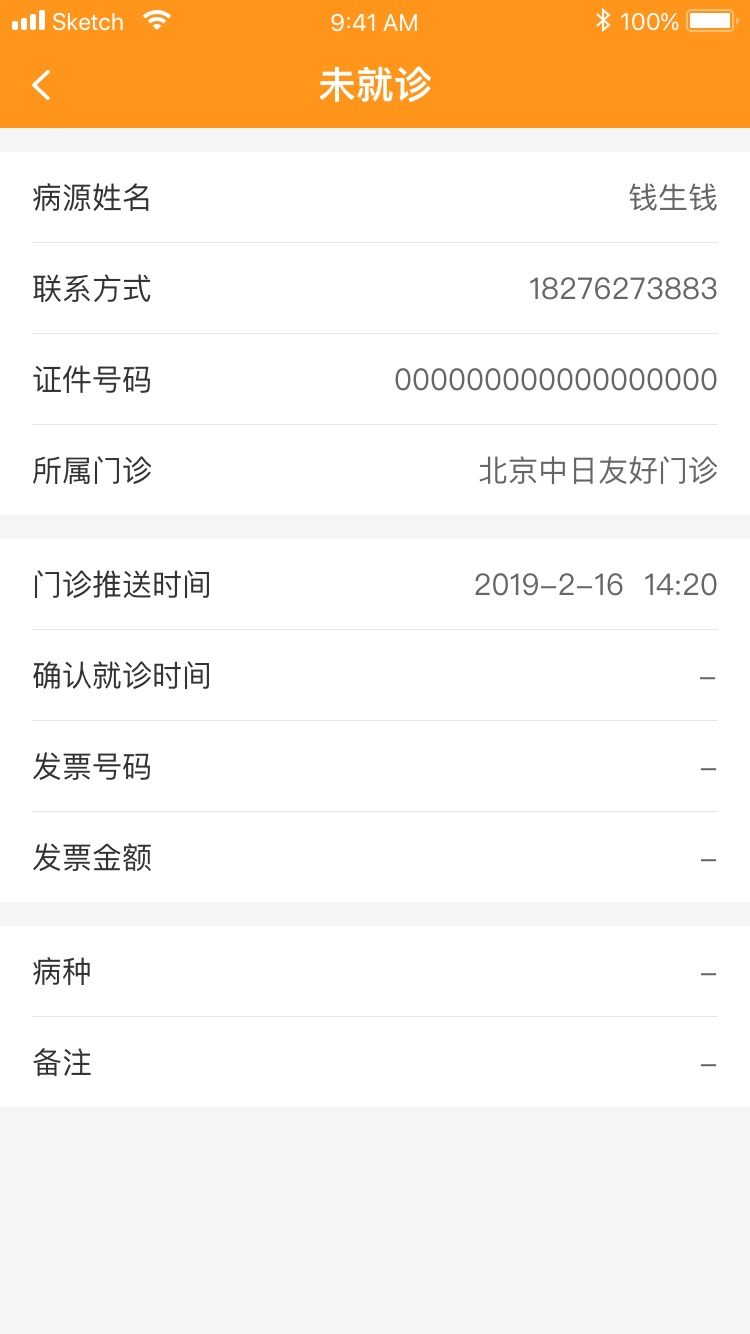 Sketch 9:41 AM 100%
未就诊
病源姓名 钱生钱
联系方式 18276273883
证件号码 000000000000000000
所属门诊 北京中日友好门诊
门诊推送时间 2019–2–16 14:20
确认就诊时间 –
发票号码 –
发票金额 –
病种 –
备注 –